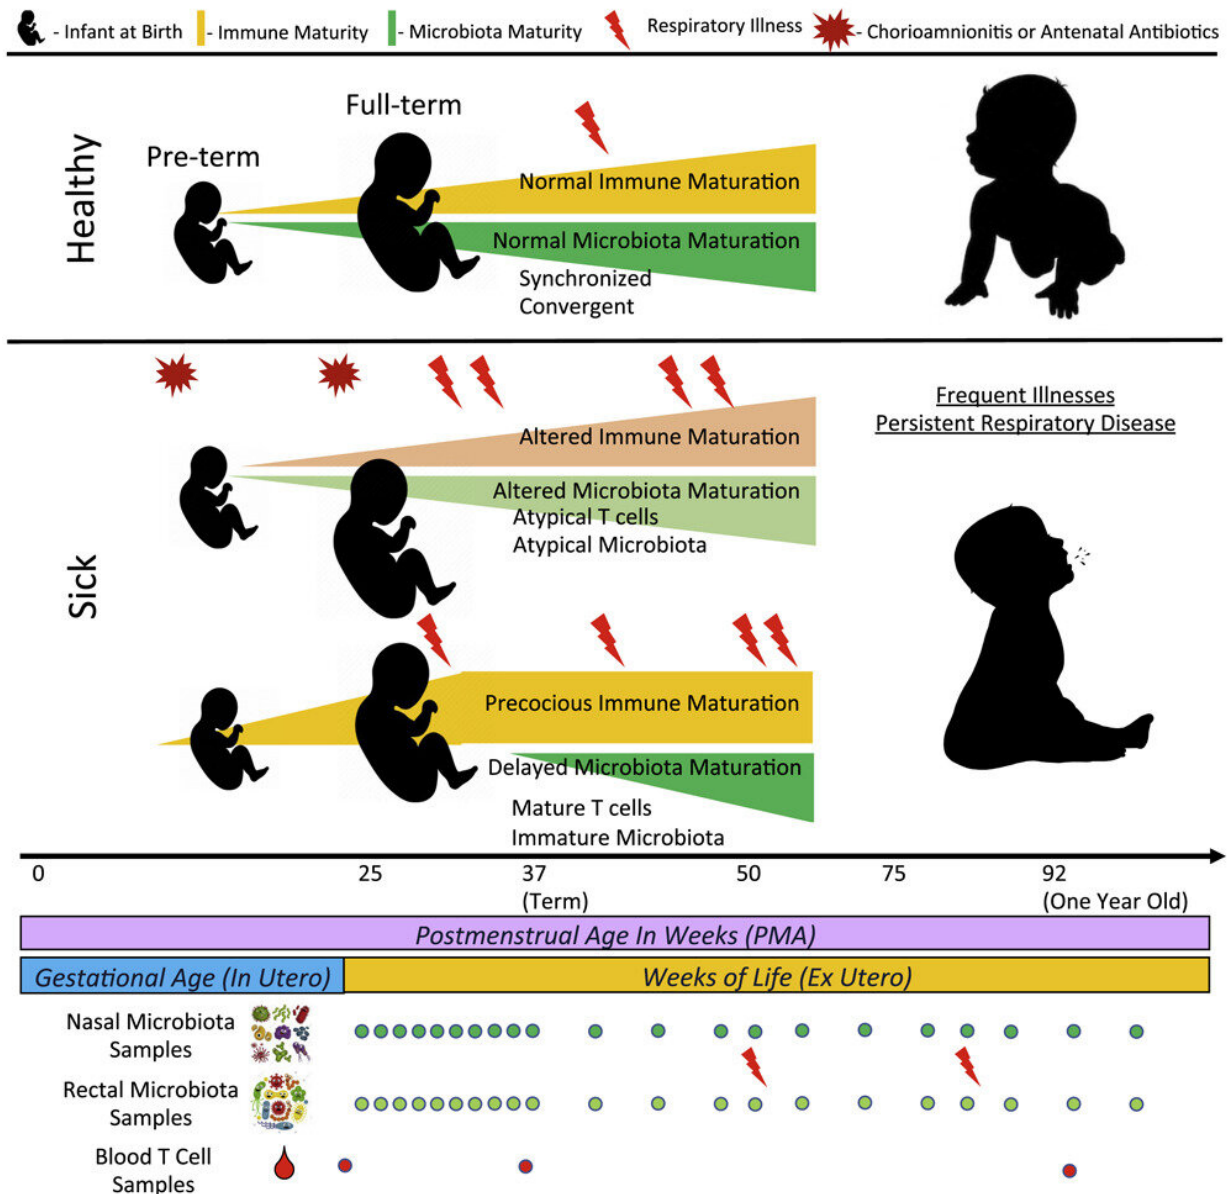 - Infant at Birth
- Immune Maturity
- Microbiota Maturity
Respiratory Illness
- Chorioamnionitis or Antenatal Antibiotics
Healthy
Pre-term
Full-term
Normal Immune Maturation
Normal Microbiota Maturation
Synchronized
Convergent
Sick
Altered Immune Maturation
Altered Microbiota Maturation
Atypical T cells
Atypical Microbiota
Frequent Illnesses
Persistent Respiratory Disease
Precocious Immune Maturation
Delayed Microbiota Maturation
Mature T cells
Immature Microbiota
0 25 37 50 75 92
(Term) (One Year Old)
Postmenstrual Age In Weeks (PMA)
Gestational Age (In Utero) Weeks of Life (Ex Utero)
Nasal Microbiota
Samples
Rectal Microbiota
Samples
Blood T Cell
Samples